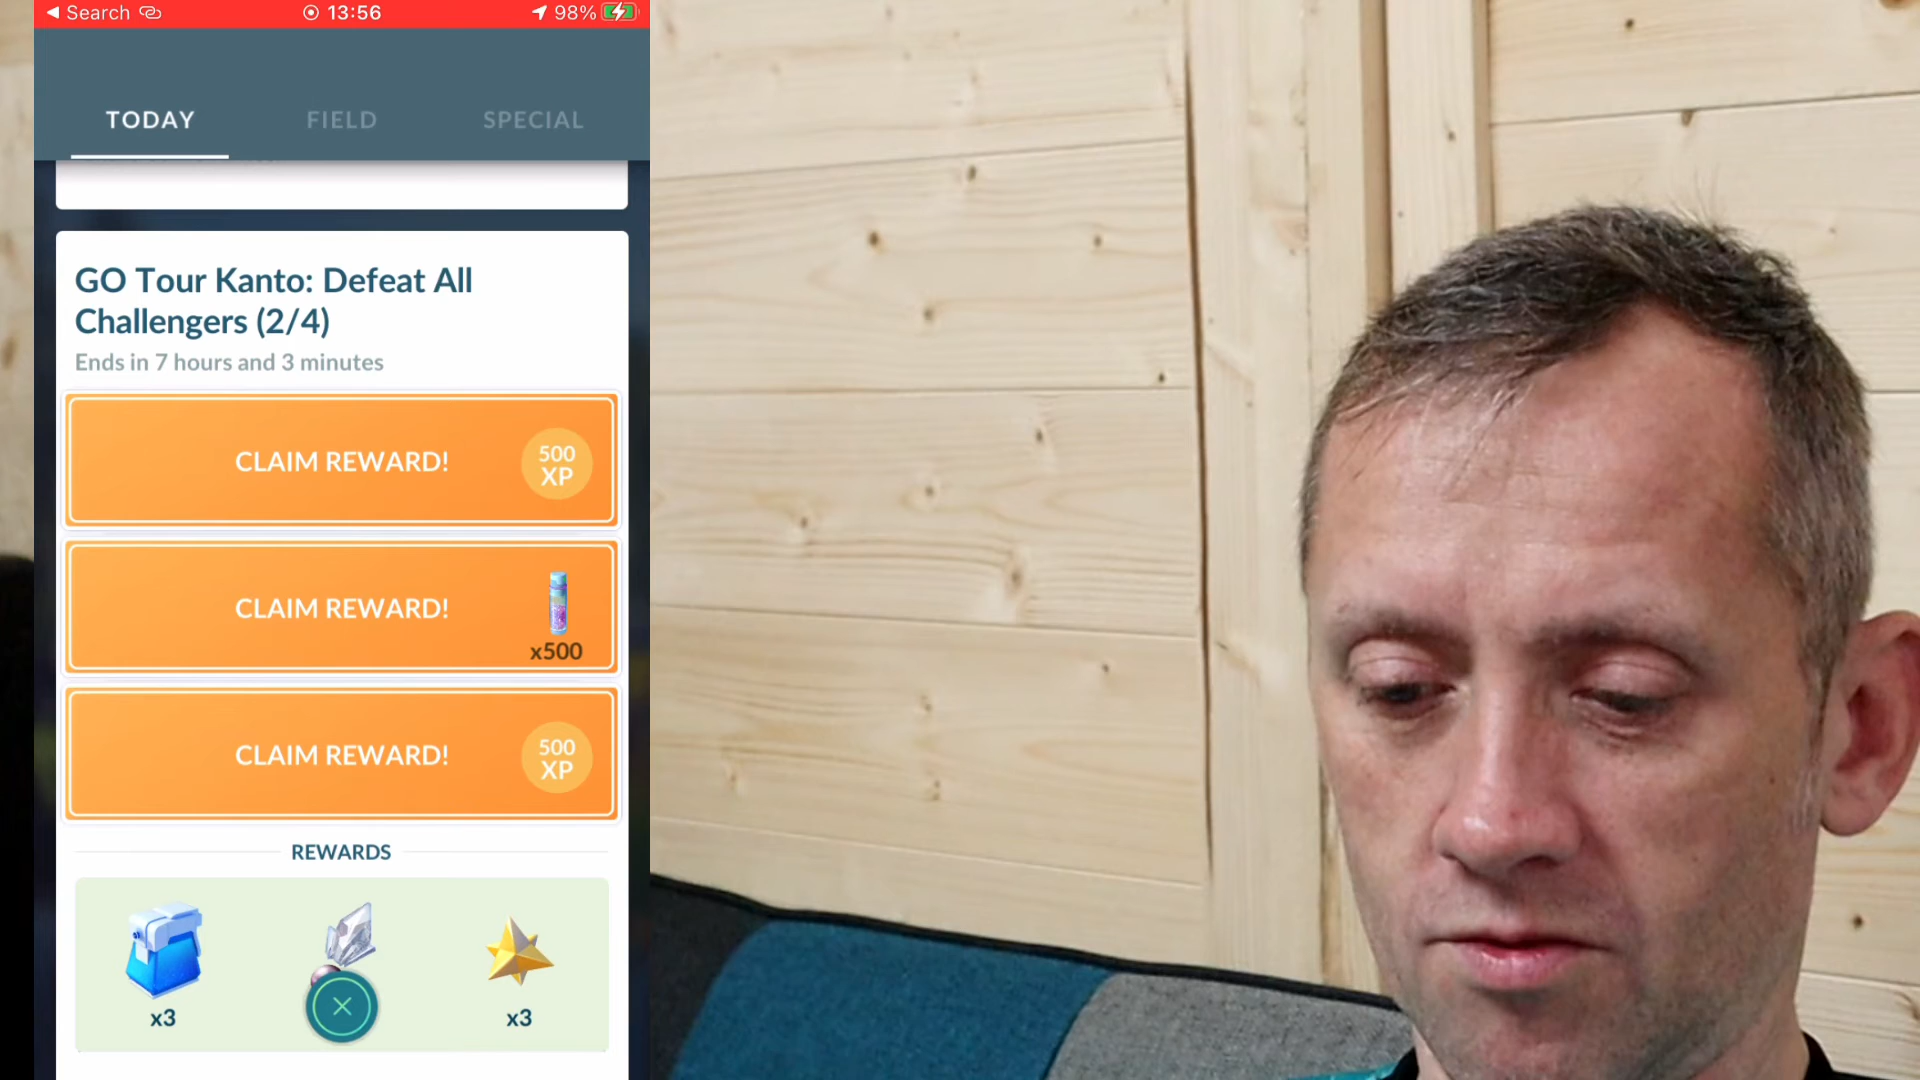 Search
13:56
98%
TODAY
FIELD
SPECIAL
GO Tour Kanto: Defeat All
Challengers (2/4)
Ends in 7 hours and 3 minutes
CLAIM REWARD!
500
XP
CLAIM REWARD!
x500
CLAIM REWARD!
500
XP
REWARDS
x3
x3